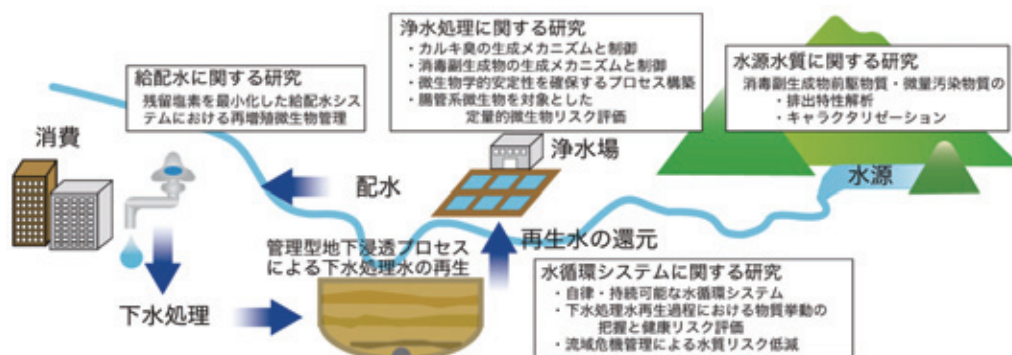 浄水処理に関する研究
・カルキ臭の生成メカニズムと制御
・消毒副生成物の生成メカニズムと制御
・微生物学的安定性を確保するプロセス構築
・腸管系微生物を対象とした
定量的微生物リスク評価
水源水質に関する研究
消毒副生成物前駆物質・微量汚染物質の
・排出特性解析
・キャラクタリゼーション
給配水に関する研究
残留塩素を最小化した給配水シス
テムにおける再増殖微生物管理
消費
浄水場
配水
水源
管理型地下浸透プロセス
による下水処理水の再生
再生水の還元
下水処理
水循環システムに関する研究
・自律・持続可能な水循環システム
・下水処理水再生過程における物質挙動の
把握と健康リスク評価
・流域危機管理による水質リスク低減